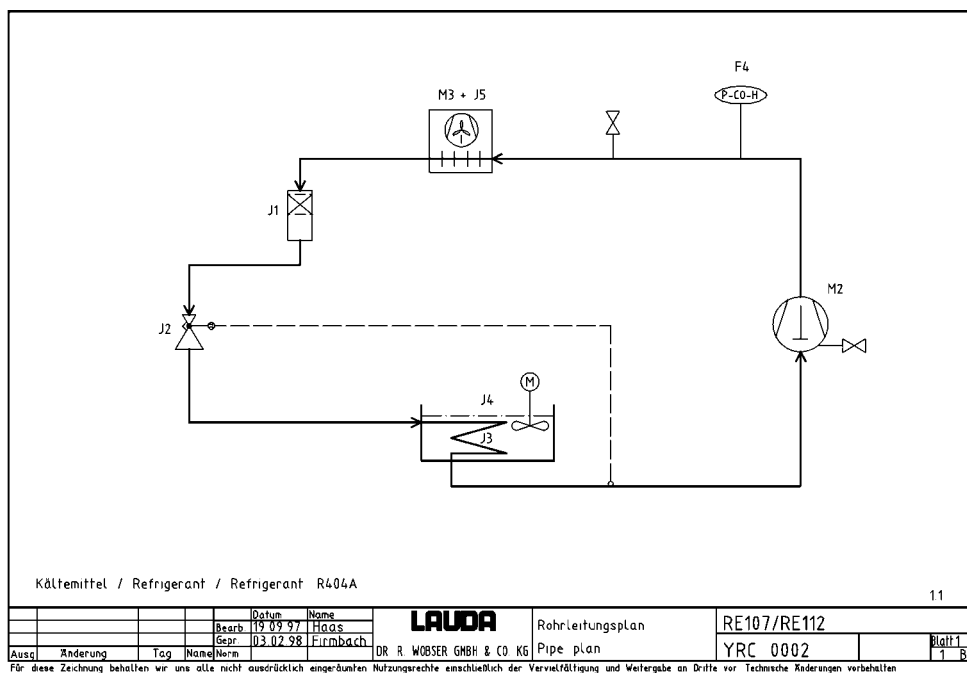 F4
P-CO-H
M3 + J5
J1
M2
J2
M
J4
J3
Kältemittel / Refrigerant / Refrigerant R404A
1.1
Datum Name
Bearb. 19.09.97 Haas
Gepr. 03.02.98 Firmbach
Ausg Änderung Tag Name Norm
LAUDA
DR. R. WOBSER GMBH & CO. KG
Rohrleitungsplan
Pipe plan
RE107/RE112
YRC 0002
Blatt 1
1 B
Für diese Zeichnung behalten wir uns alle nicht ausdrücklich eingeräumten Nutzungsrechte einschließlich der Vervielfältigung und Weitergabe an Dritte vor. Technische Änderungen vorbehalten